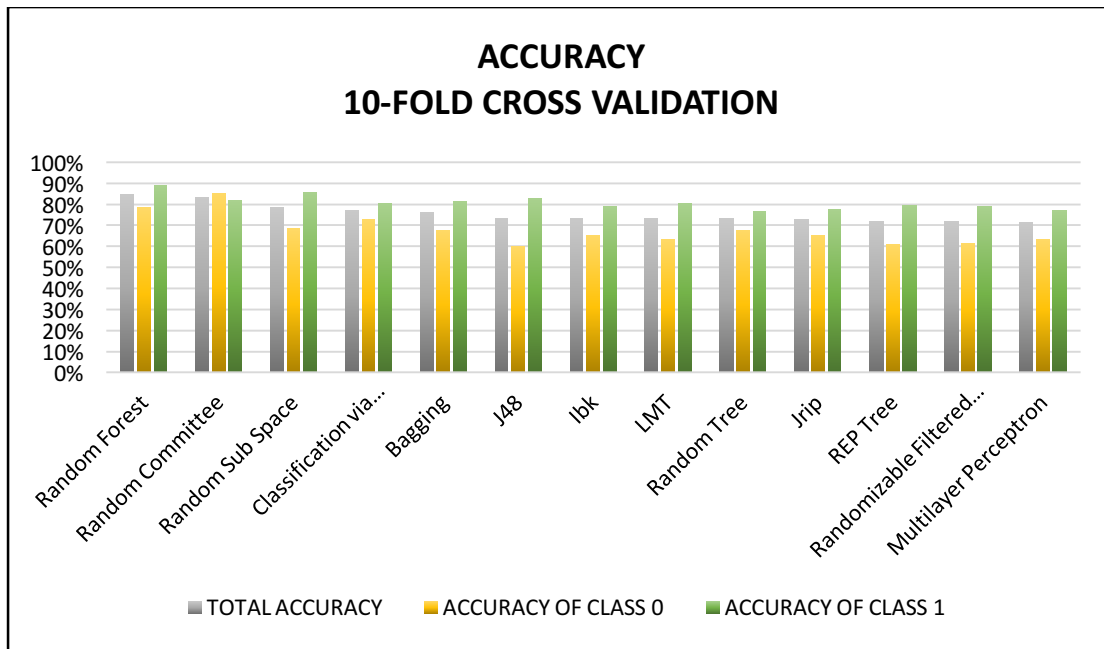 ACCURACY
10-FOLD CROSS VALIDATION
100%
90%
80%
70%
60%
50%
40%
30%
20%
10%
0%
Random Forest
Random Committee
Random Sub Space
Classification via...
Bagging
J48
Ibk
LMT
Random Tree
Jrip
REP Tree
Randomizable Filtered...
Multilayer Perceptron
TOTAL ACCURACY ACCURACY OF CLASS 0 ACCURACY OF CLASS 1